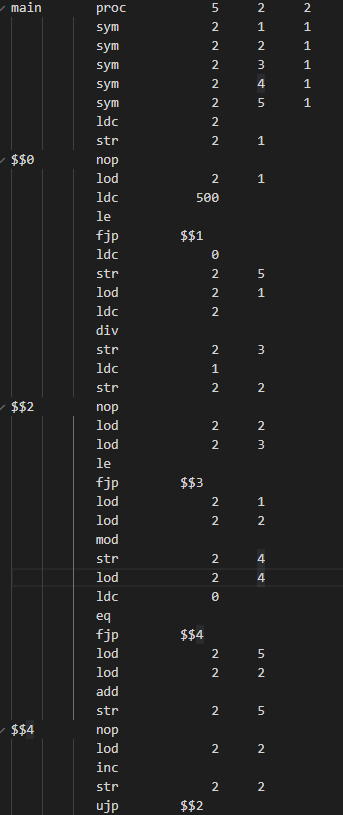 main proc 5 2 2
sym 2 1 1
sym 2 2 1
sym 2 3 1
sym 2 4 1
sym 2 5 1
ldc 2
str 2 1
$$0 nop
lod 2 1
ldc 500
le
fjp $$1
ldc 0
str 2 5
lod 2 1
ldc 2
div
str 2 3
ldc 1
str 2 2
$$2 nop
lod 2 2
lod 2 3
le
fjp $$3
lod 2 1
lod 2 2
mod
str 2 4
lod 2 4
ldc 0
eq
fjp $$4
lod 2 5
lod 2 2
add
str 2 5
$$4 nop
lod 2 2
inc
str 2 2
ujp $$2